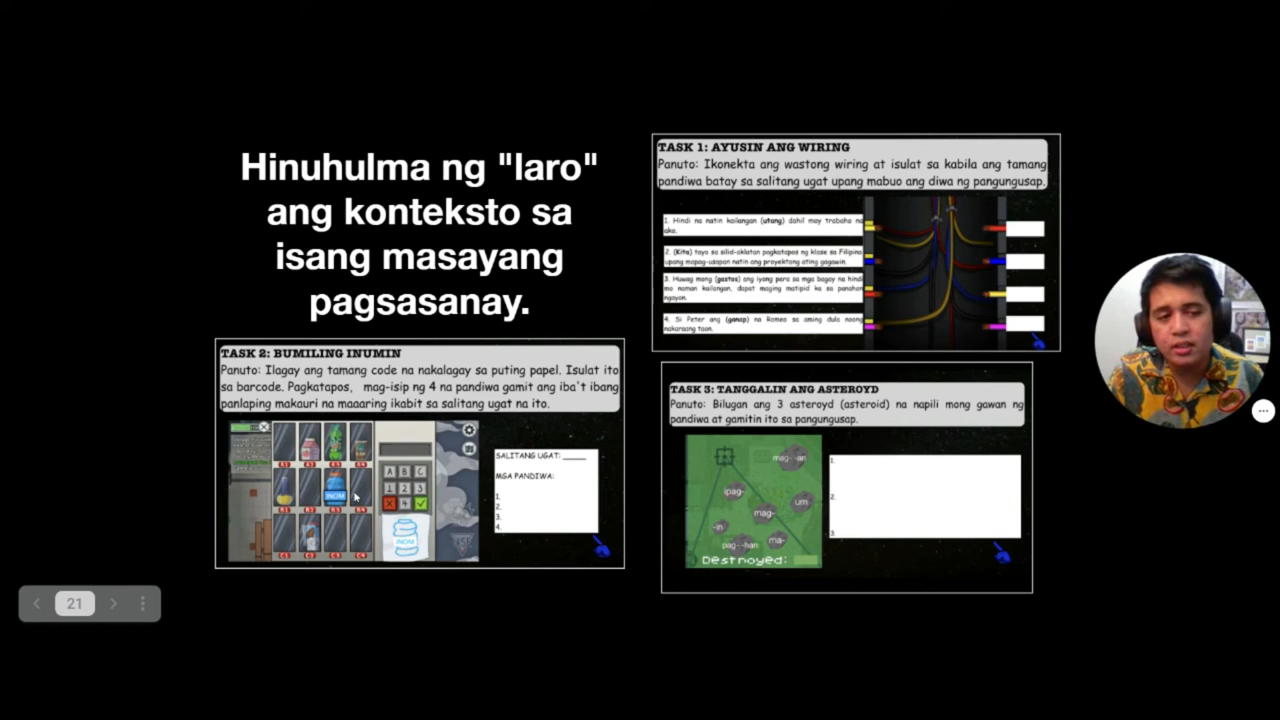 Hinuhulma ng "laro"
ang konteksto sa
isang masayang
pagsasanay.
TASK 1: AYUSIN ANG WIRING
Panuto: Ikonekta ang wastong wiring at isulat sa kabila ang tamang
pandiwa batay sa salitang ugat upang mabuo ang diwa ng pangungusap.
1. Hindi na natin kailangan (utang) dahil may trabaho na
ako.
2. (Kita) tayo sa silid-aklatan pagkatapos ng klase sa Filipino
upang mapag-usapan natin ang proyektong ating gagawin.
3. Huwag mong (gastos) ang iyong pera sa mga bagay na hindi
mo naman kailangan, dapat maging matipid ka sa panahon
ngayon.
4. Si Peter ang (ganap) na Romeo sa aming dula noong
nakaraang taon.
TASK 2: BUMILING INUMIN
Panuto: Ilagay ang tamang code na nakalagay sa puting papel. Isulat ito
sa barcode. Pagkatapos, mag-isip ng 4 na pandiwa gamit ang iba't ibang
panlaping makauri na maaaring ikabit sa salitang ugat na ito.
INOM
A B C
1 2 3
4
INOM
SALITANG UGAT: _____
MGA PANDIWA:
1.
2.
3.
4.
TASK 3: TANGGALIN ANG ASTEROYD
Panuto: Bilugan ang 3 asteroyd (asteroid) na napili mong gawan ng
pandiwa at gamitin ito sa pangungusap.
mag--an
ipag-
um
mag-
-in
ma-
pag--han
Destroyed:
1.
2.
3.
21